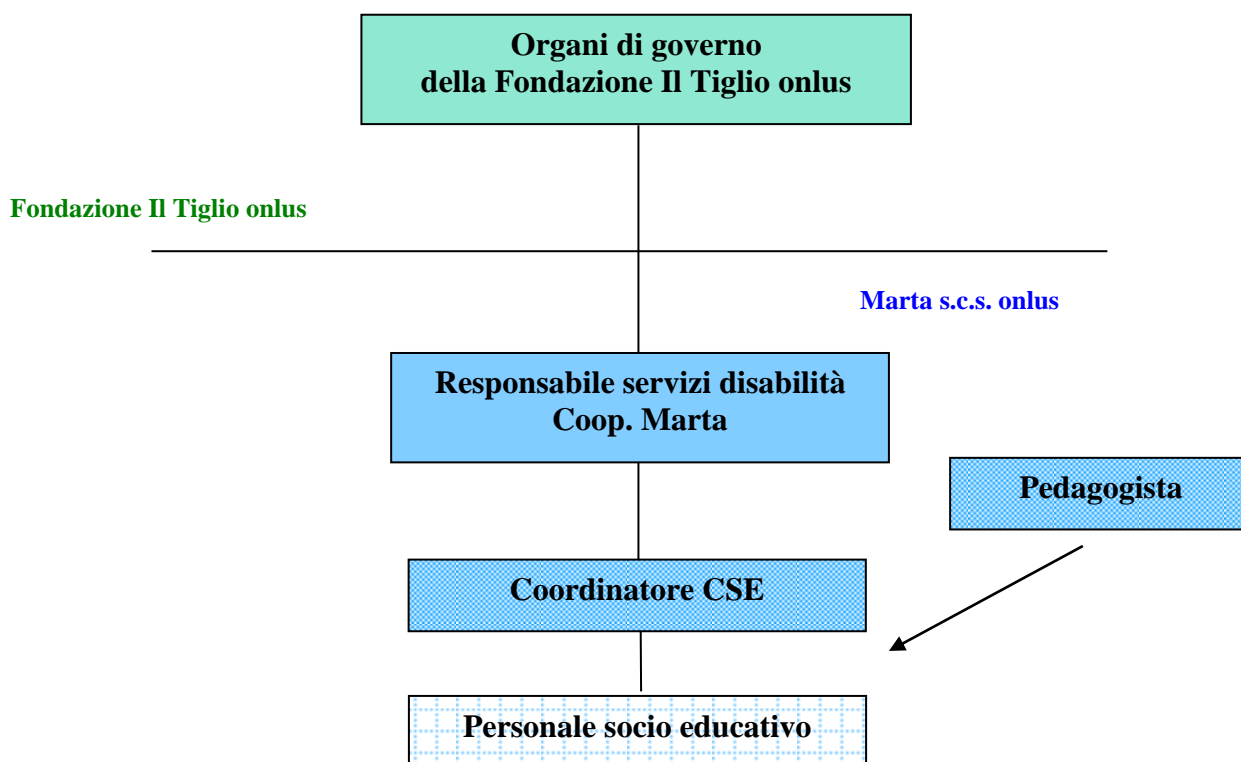 Organi di governo
della Fondazione Il Tiglio onlus
Fondazione Il Tiglio onlus
Marta s.c.s. onlus
Responsabile servizi disabilità
Coop. Marta
Pedagogista
Coordinatore CSE
Personale socio educativo